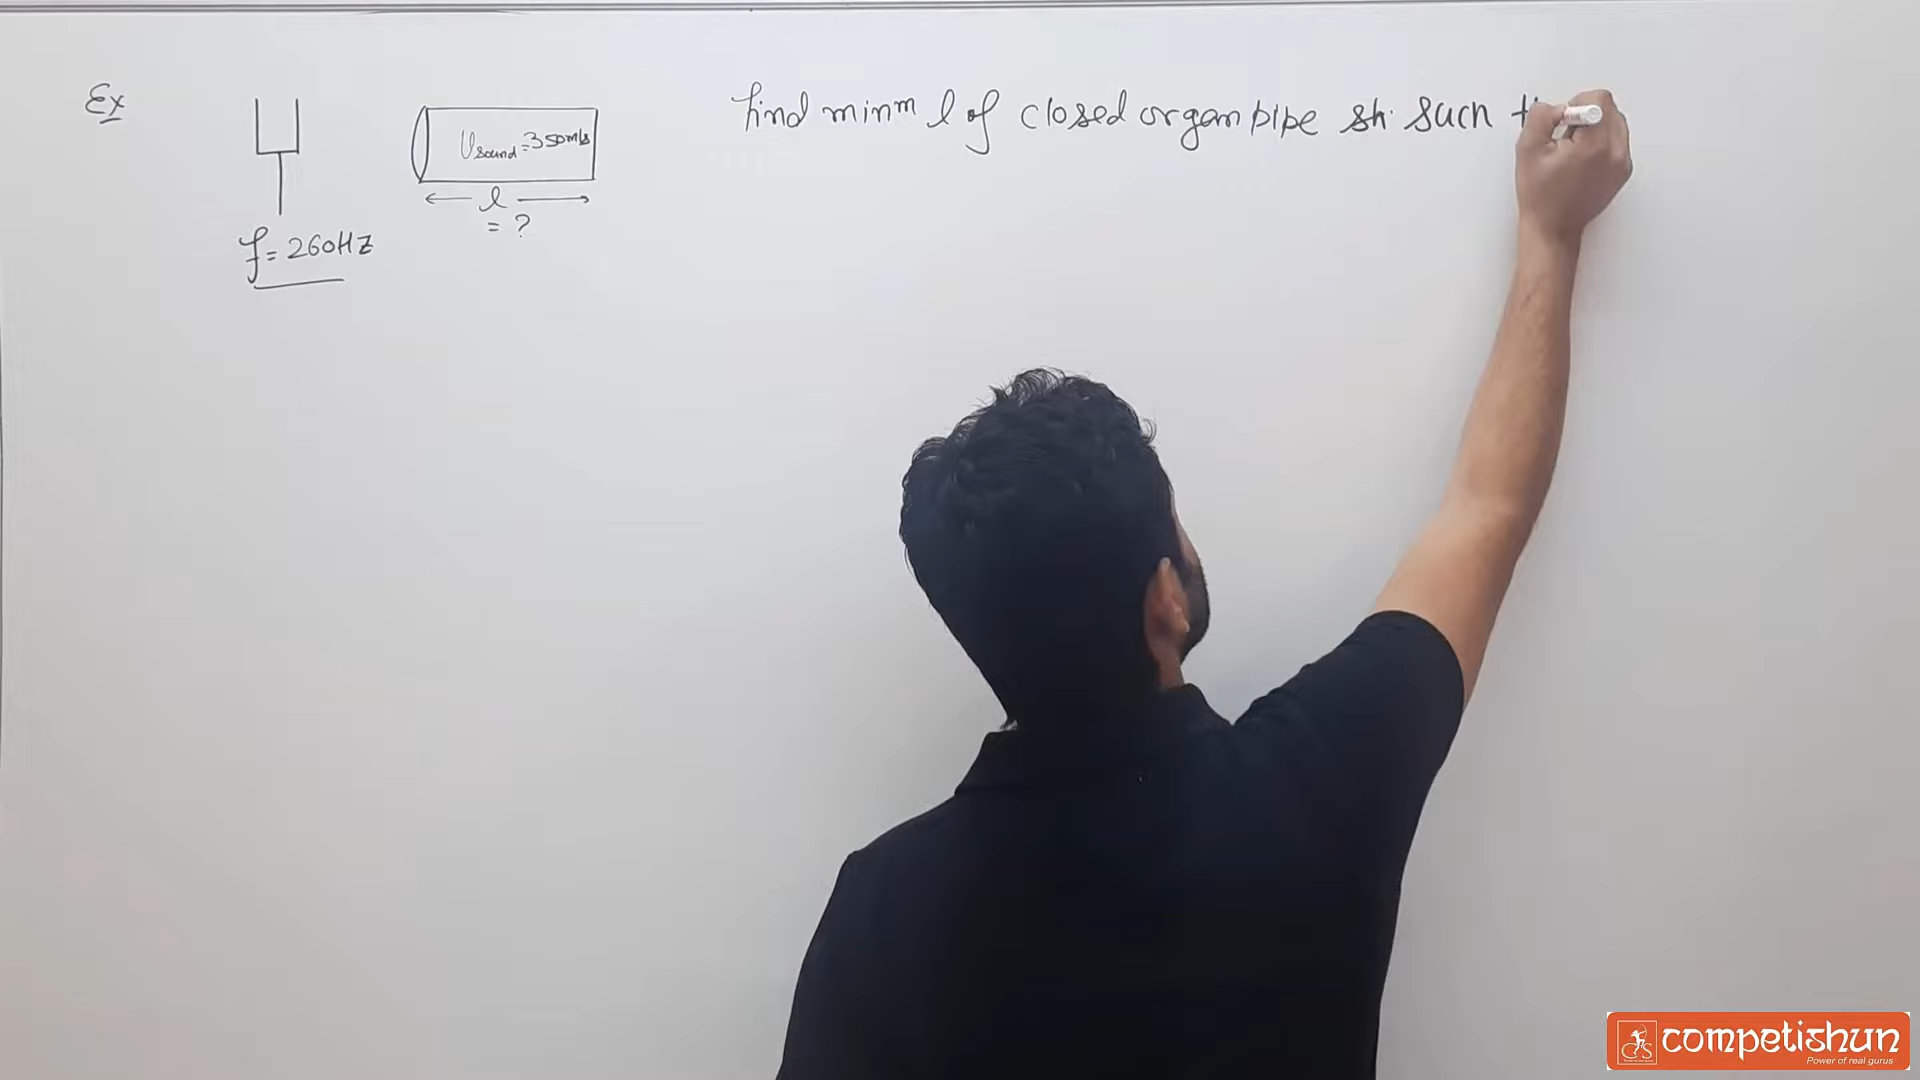 Ex
find minm l of closed organ pipe sh. such
Vsound = 350m/s
l
= ?
f = 260HZ
competishun
Power of real gurus